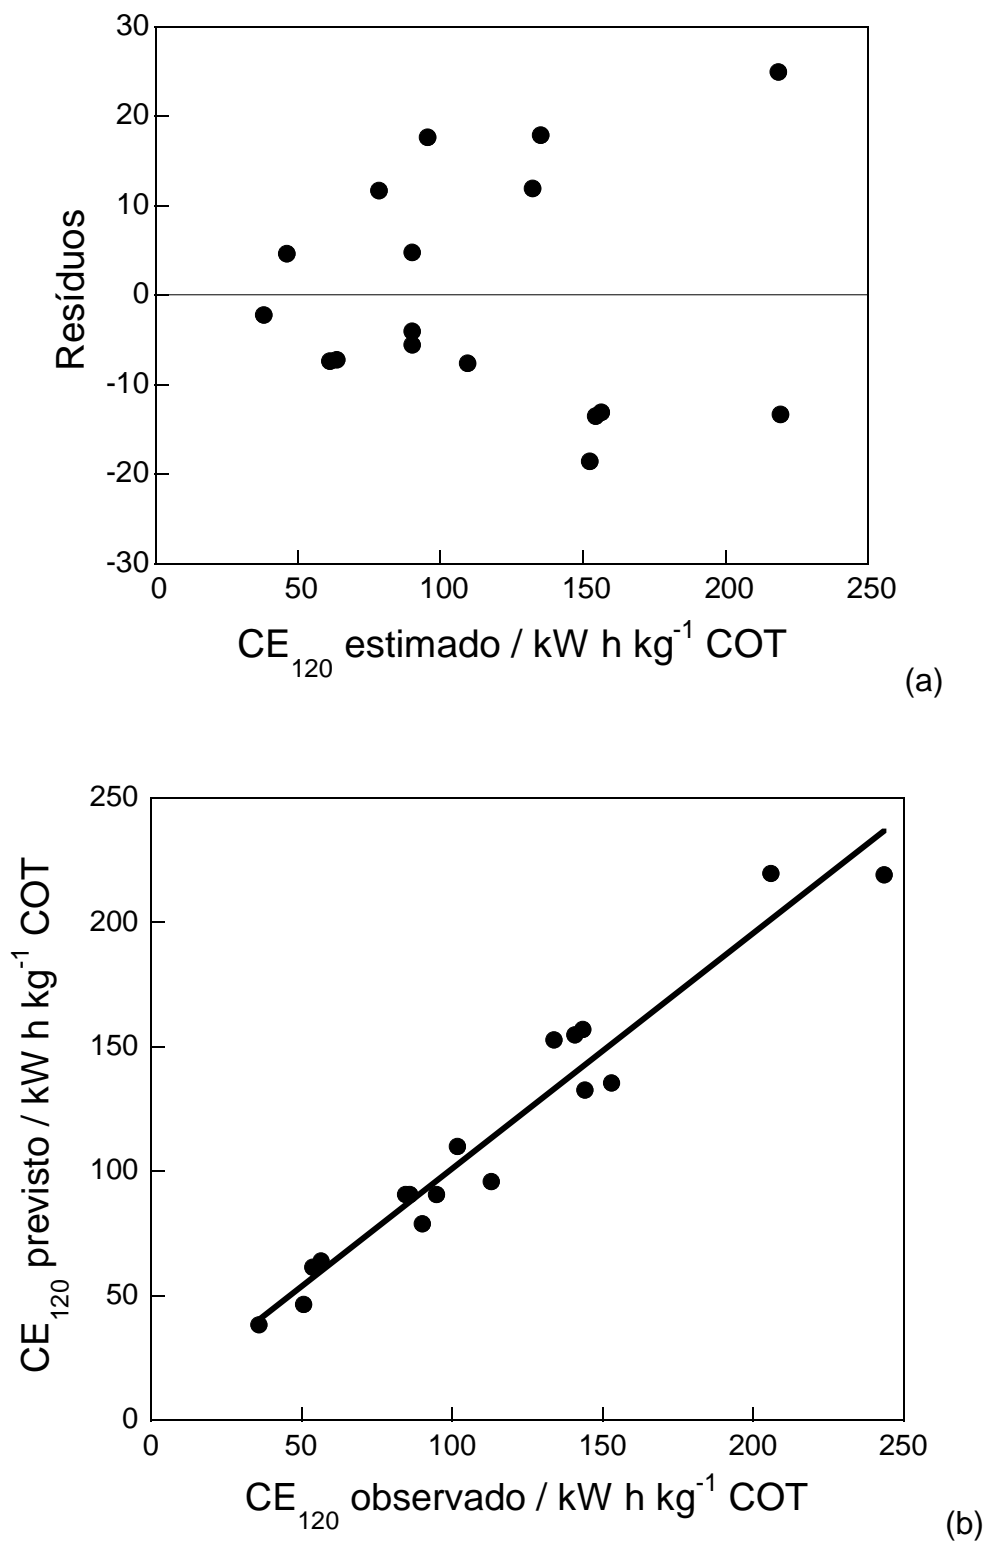 30
20
10
0
-10
-20
-30
Resíduos
0 50 100 150 200 250
CE120 estimado / kW h kg-1 COT
(a)
250
200
150
100
50
0
CE120 previsto / kW h kg-1 COT
0 50 100 150 200 250
CE120 observado / kW h kg-1 COT
(b)